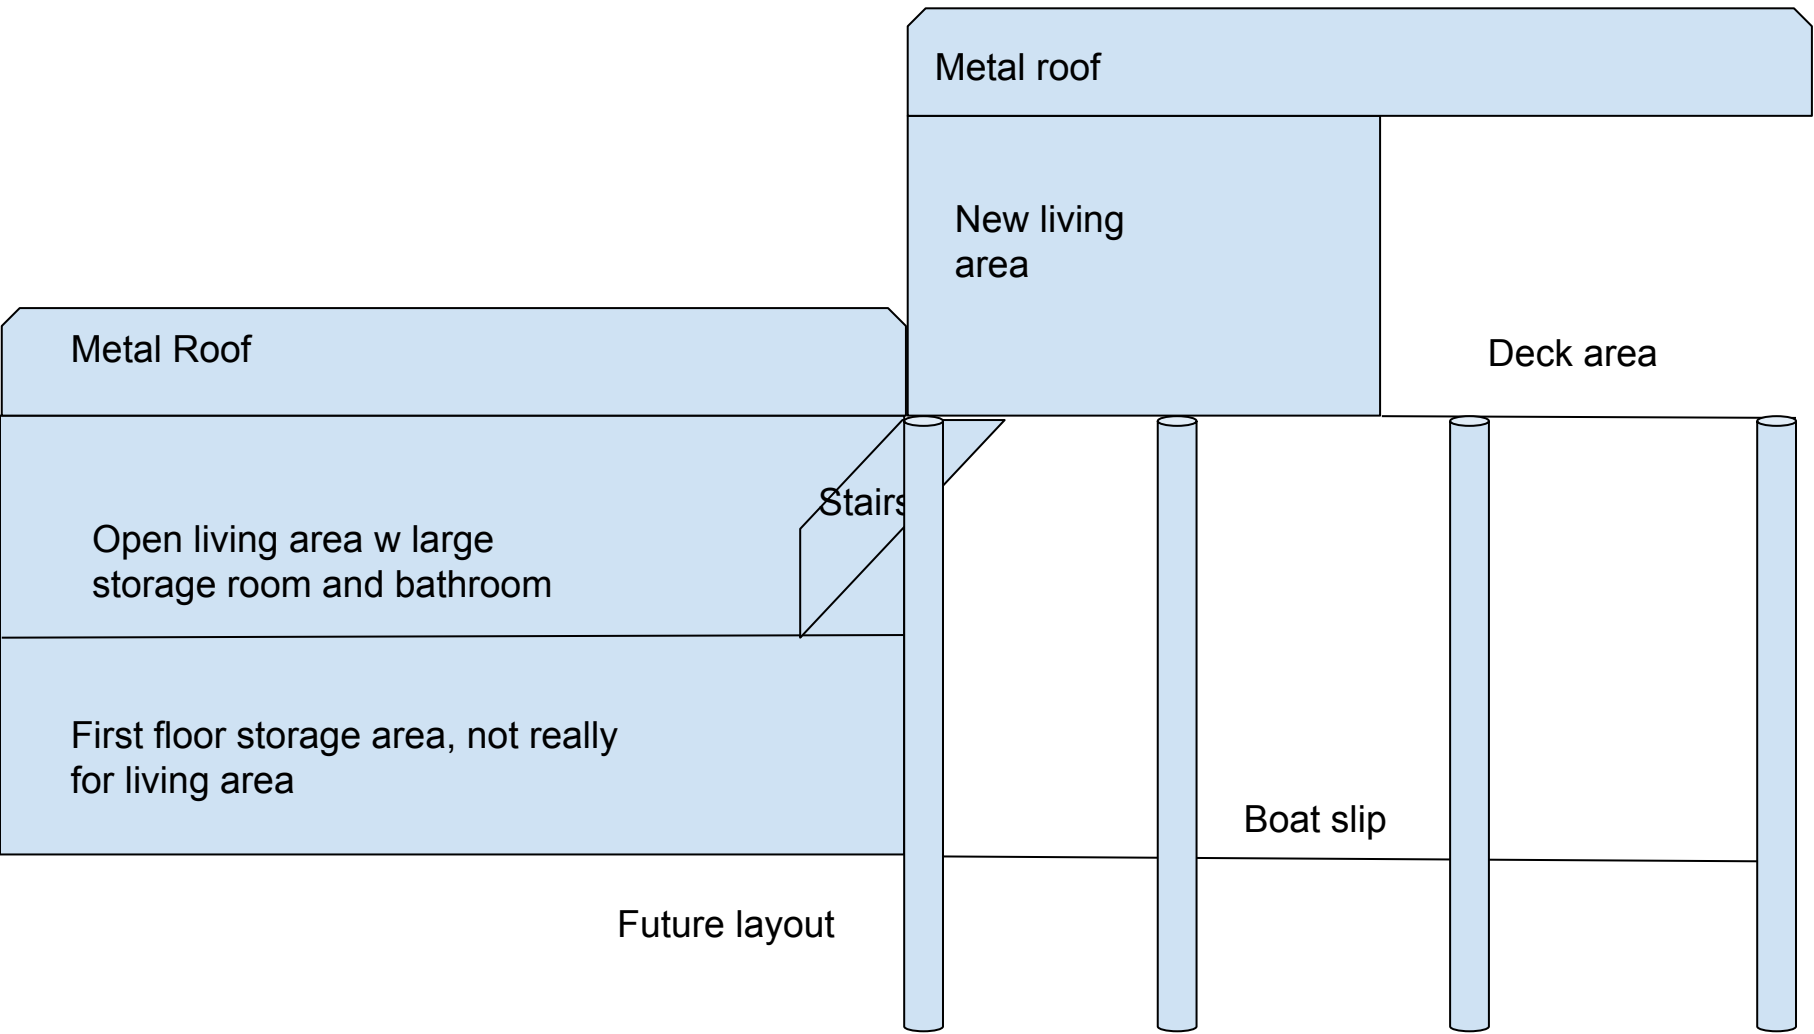 Metal roof
New living
area
Metal Roof
Deck area
Stairs
Open living area w large
storage room and bathroom
First floor storage area, not really
for living area
Boat slip
Future layout